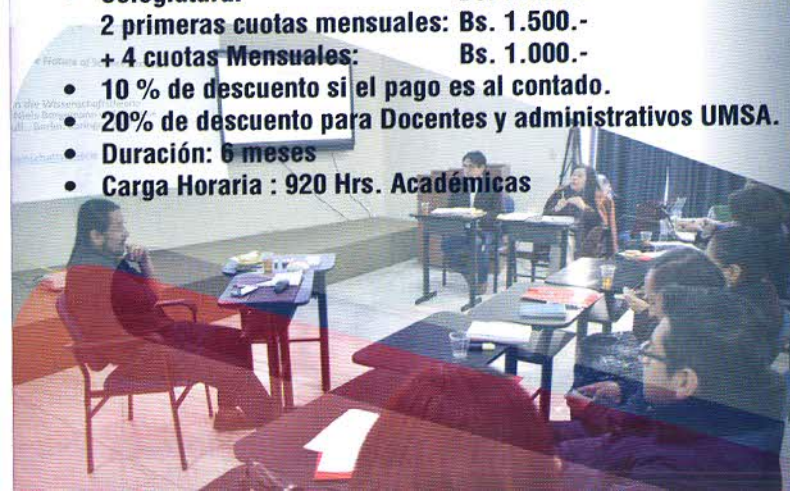 2 primeras cuotas mensuales: Bs. 1.500.-
+ 4 cuotas Mensuales: Bs. 1.000.-
• 10 % de descuento si el pago es al contado.
• 20% de descuento para Docentes y administrativos UMSA.
• Duración: 6 meses
• Carga Horaria : 920 Hrs. Académicas